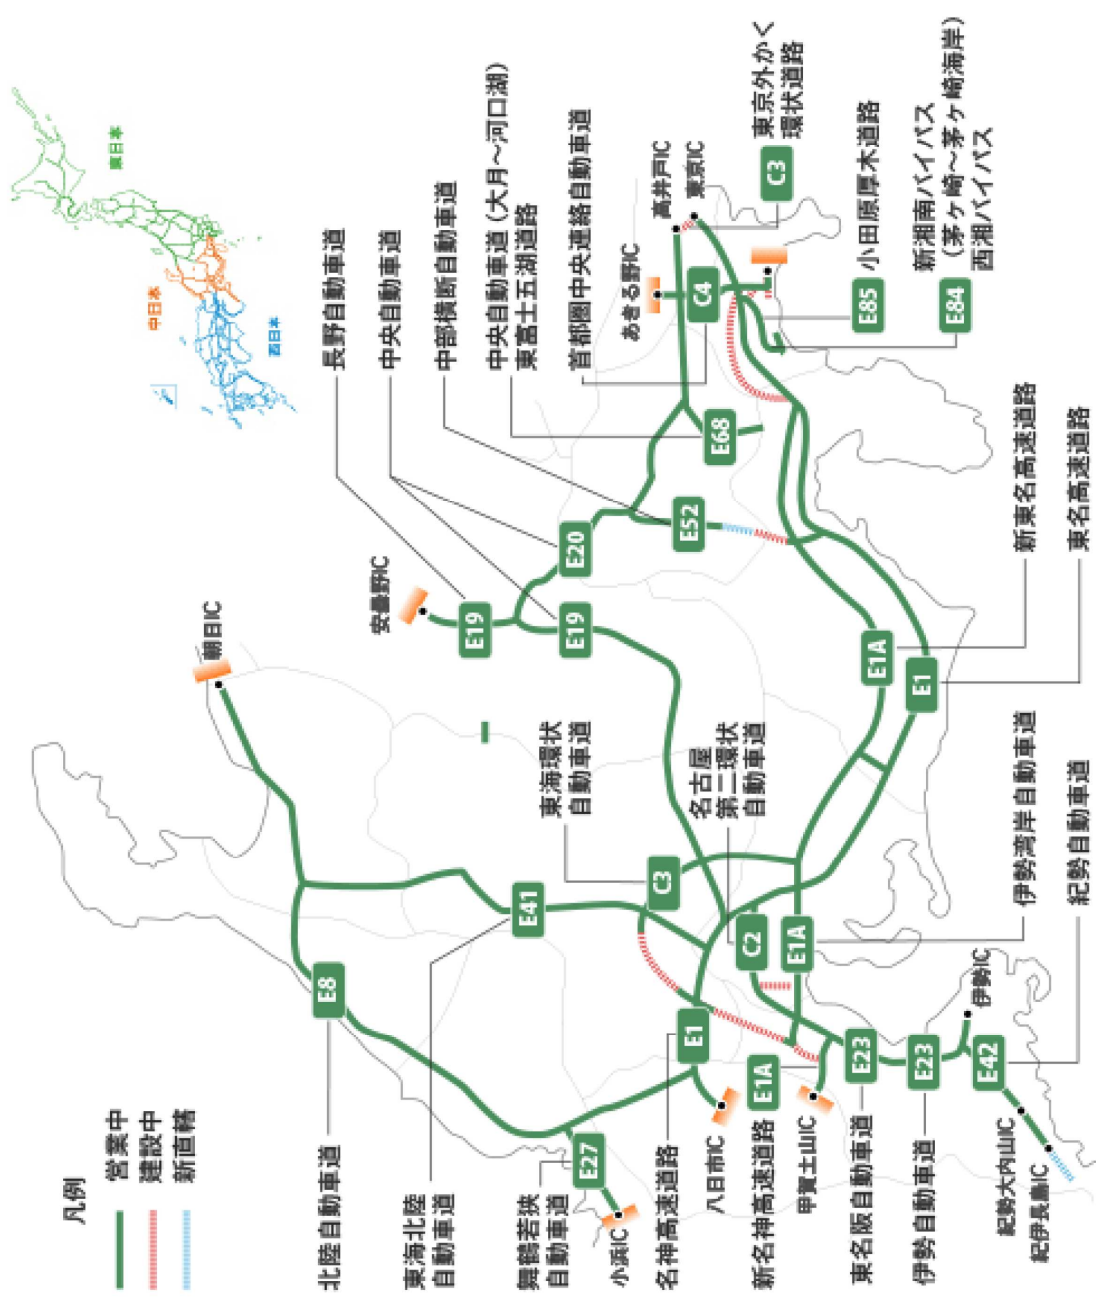 凡例
営業中
建設中
新直轄
東日本
中日本
西日本
北陸自動車道
東海北陸
自動車道
舞鶴若狭
自動車道
小浜IC
名神高速道路
八日市IC
新名神高速道路
甲賀土山IC
東名阪自動車道
伊勢自動車道
紀勢大内山IC
紀伊長島IC
E8
E41
E27
E1
E1A
E23
E23
E42
伊勢IC
朝日IC
安曇野IC
東海環状
自動車道
名古屋
第二環状
自動車道
伊勢湾岸自動車道
紀勢自動車道
C3
C2
E1A
E19
E19
E20
E52
E68
E1A
E1
新東名高速道路
東名高速道路
長野自動車道
中央自動車道
中部横断自動車道
中央自動車道(大月～河口湖)
東富士五湖道路
首都圏中央連絡自動車道
あきる野IC
高井戸IC
東京IC
C4
C3
東京外かく
環状道路
E85
小田原厚木道路
E84
新湘南バイパス
(茅ヶ崎～茅ヶ崎海岸)
西湘バイパス